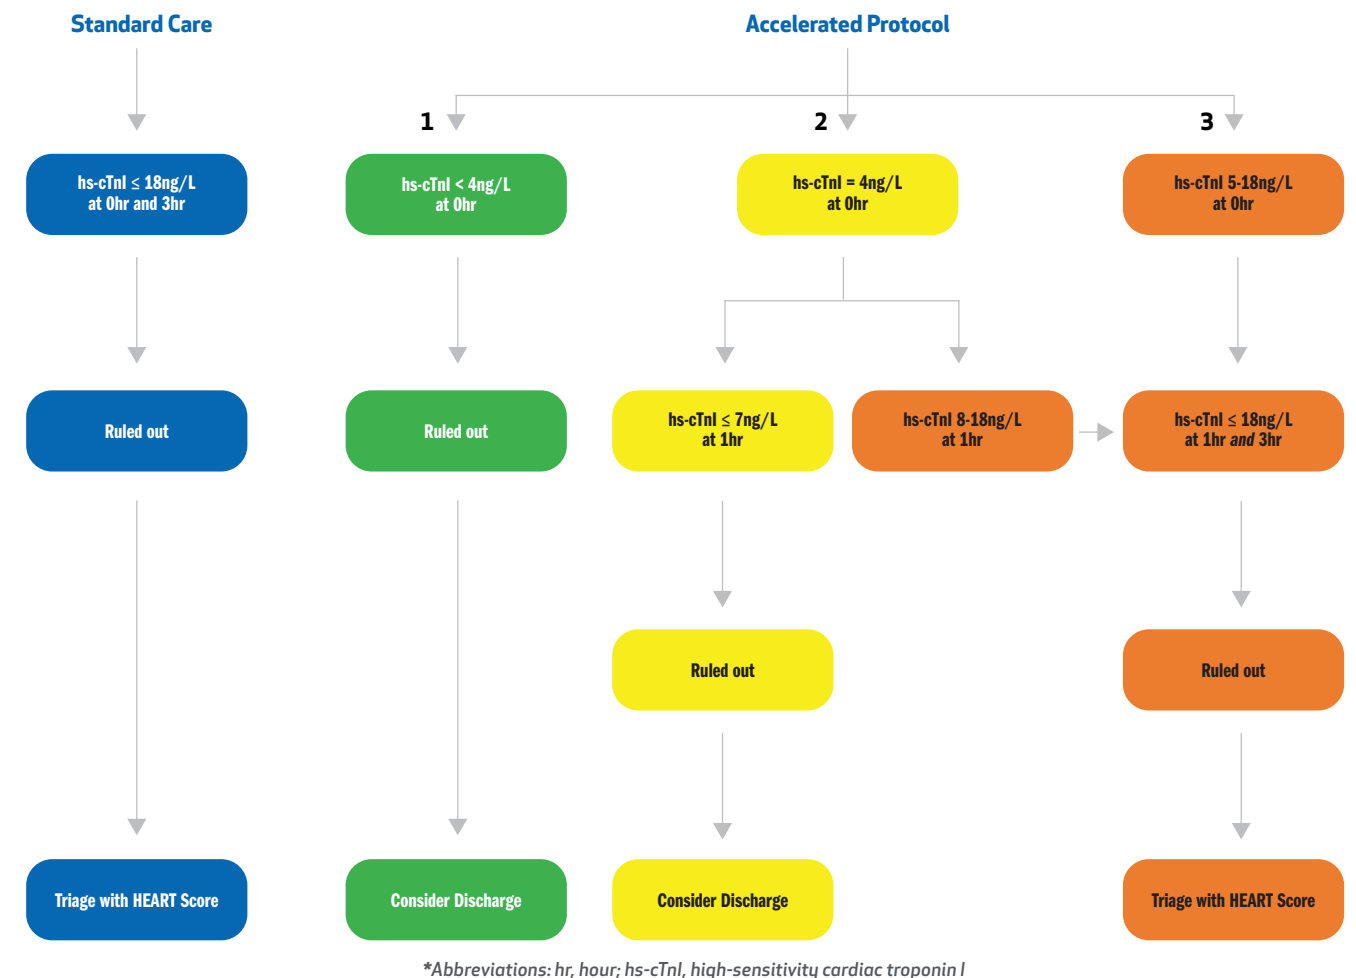 Standard Care
Accelerated Protocol
1
2
3
hs-cTnI ≤ 18ng/L
at 0hr and 3hr
hs-cTnI < 4ng/L
at 0hr
hs-cTnI = 4ng/L
at 0hr
hs-cTnI 5-18ng/L
at 0hr
Ruled out
Ruled out
hs-cTnI ≤ 7ng/L
at 1hr
hs-cTnI 8-18ng/L
at 1hr
hs-cTnI ≤ 18ng/L
at 1hr and 3hr
Ruled out
Ruled out
Triage with HEART Score
Consider Discharge
Consider Discharge
Triage with HEART Score
*Abbreviations: hr, hour; hs-cTnI, high-sensitivity cardiac troponin I